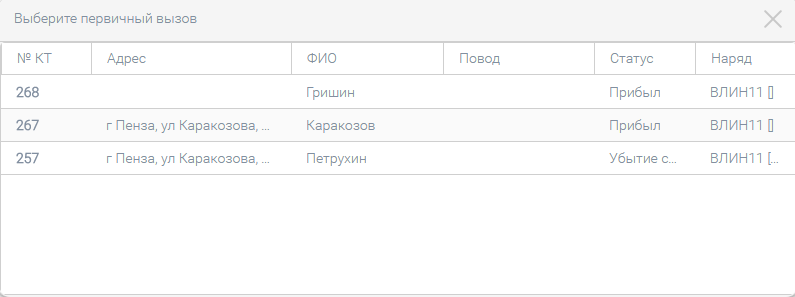 Выберите первичный вызов
№ КТ Адрес ФИО Повод Статус Наряд
268 Гришин Прибыл ВЛИН11 []
267 г Пенза, ул Каракозова, ... Каракозов Прибыл ВЛИН11 []
257 г Пенза, ул Каракозова, ... Петрухин Убытие с... ВЛИН11 [...